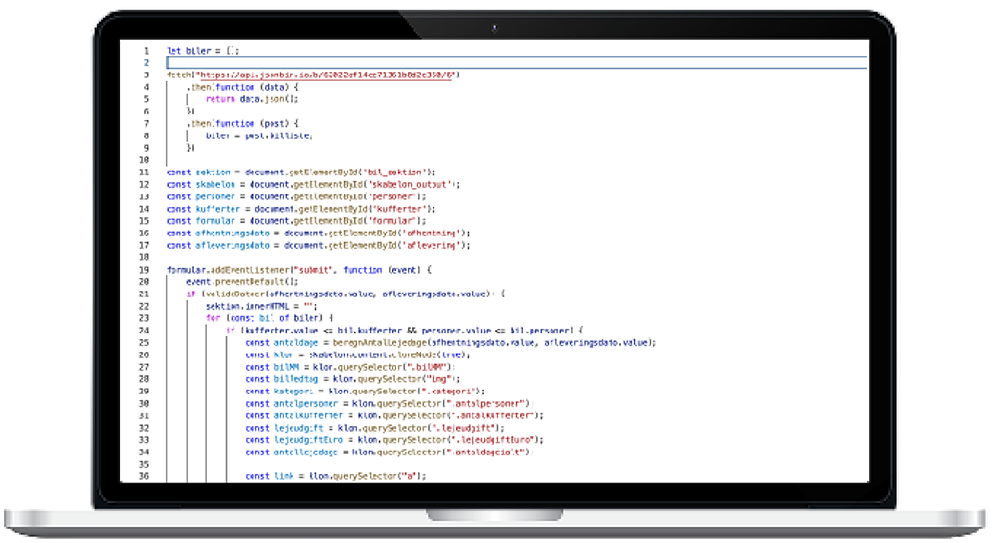 1 let biler = [];
2
3 fetch("https://api.jsonbin.io/b/
4 .then(function (data) {
5 return data.json();
6 })
7 .then(function (post) {
8 biler = post.billiste;
9 })
10
11 const sektion = document.getElementById('bil_sektion');
12 const skabelon = document.getElementById('skabelon_output');
13 const personer = document.getElementById('personer');
14 const kufferter = document.getElementById('kufferter');
15 const formular = document.getElementById('formular');
16 const afhentningsdato = document.getElementById('afhentning');
17 const afleveringsdato = document.getElementById('aflevering');
18
19 formular.addEventListener("submit", function (event) {
20 event.preventDefault();
21 if (validDatoer(afhentningsdato.value, afleveringsdato.value)) {
22 sektion.innerHTML = "";
23 for (const bil of biler) {
24 if (kufferter.value <= bil.kufferter && personer.value <= bil.personer) {
25 const antaldage = beregnAntalLejedage(afhentningsdato.value, afleveringsdato.value);
26 const klon = skabelon.content.cloneNode(true);
27 const bilNM = klon.querySelector(".bilNM");
28 const billedtag = klon.querySelector("img");
29 const kategori = klon.querySelector(".kategori");
30 const antalpersoner = klon.querySelector(".antalpersoner");
31 const antalkufferter = klon.querySelector(".antalkufferter");
32 const lejeudgift = klon.querySelector(".lejeudgift");
33 const lejeudgiftEuro = klon.querySelector(".lejeudgiftEuro");
34 const antallejedage = klon.querySelector(".antaldageialt");
35
36 const link = klon.querySelector("a");